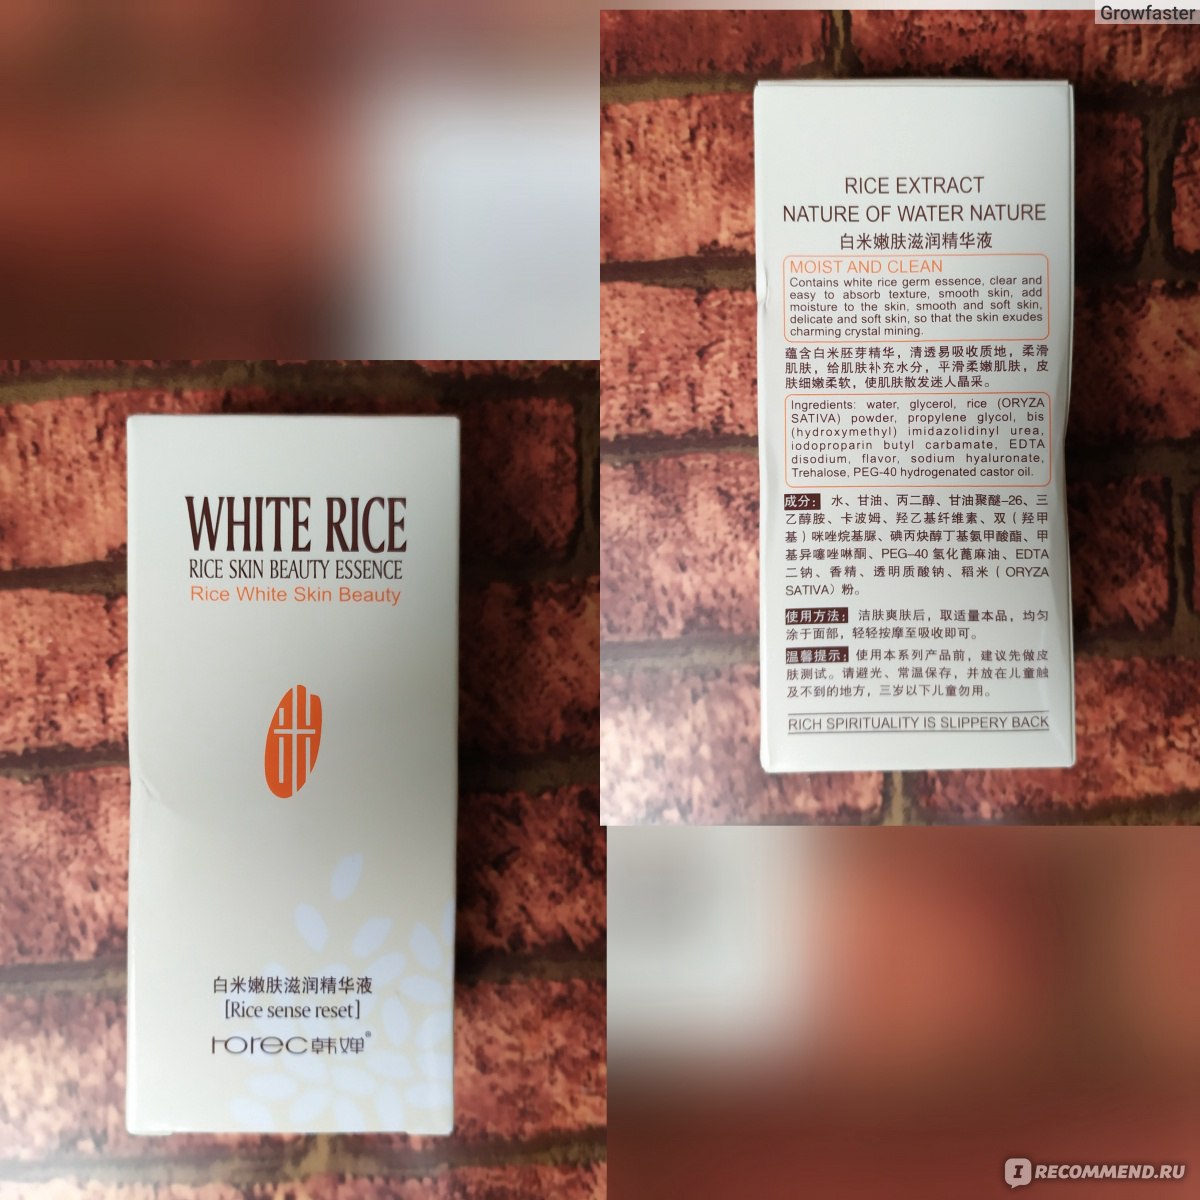 Growfaster
RICE EXTRACT
NATURE OF WATER NATURE
白米嫩肤滋润精华液
MOIST AND CLEAN
Contains white rice germ essence, clear and
easy to absorb texture, smooth skin, add
moisture to the skin, smooth and soft skin,
delicate and soft skin, so that the skin exudes
charming crystal mining.
蕴含白米胚芽精华，清透易吸收质地，柔滑
肌肤，给肌肤补充水分，平滑柔嫩肌肤，皮
肤细嫩柔软，使肌肤散发迷人晶采。
Ingredients: water, glycerol, rice (ORYZA
SATIVA) powder, propylene glycol, bis
(hydroxymethyl) imidazolidinyl urea,
iodoproparin butyl carbamate, EDTA
disodium, flavor, sodium hyaluronate,
Trehalose, PEG-40 hydrogenated castor oil.
成分：水、甘油、丙二醇、甘油聚醚-26、三
乙醇胺、卡波姆、羟乙基纤维素、双（羟甲
基）咪唑烷基脲、碘丙炔醇丁基氨甲酸酯、甲
基异噻唑啉酮、PEG-40 氢化蓖麻油、EDTA
二钠、香精、透明质酸钠、稻米（ORYZA
SATIVA）粉。
使用方法：洁肤爽肤后，取适量本品，均匀
涂于面部，轻轻按摩至吸收即可。
温馨提示：使用本系列产品前，建议先做皮
肤测试。请避光、常温保存，并放在儿童触
及不到的地方，三岁以下儿童勿用。
RICH SPIRITUALITY IS SLIPPERY BACK
WHITE RICE
RICE SKIN BEAUTY ESSENCE
Rice White Skin Beauty
白米嫩肤滋润精华液
[Rice sense reset]
rorec韩婵®
IRECOMMEND.RU